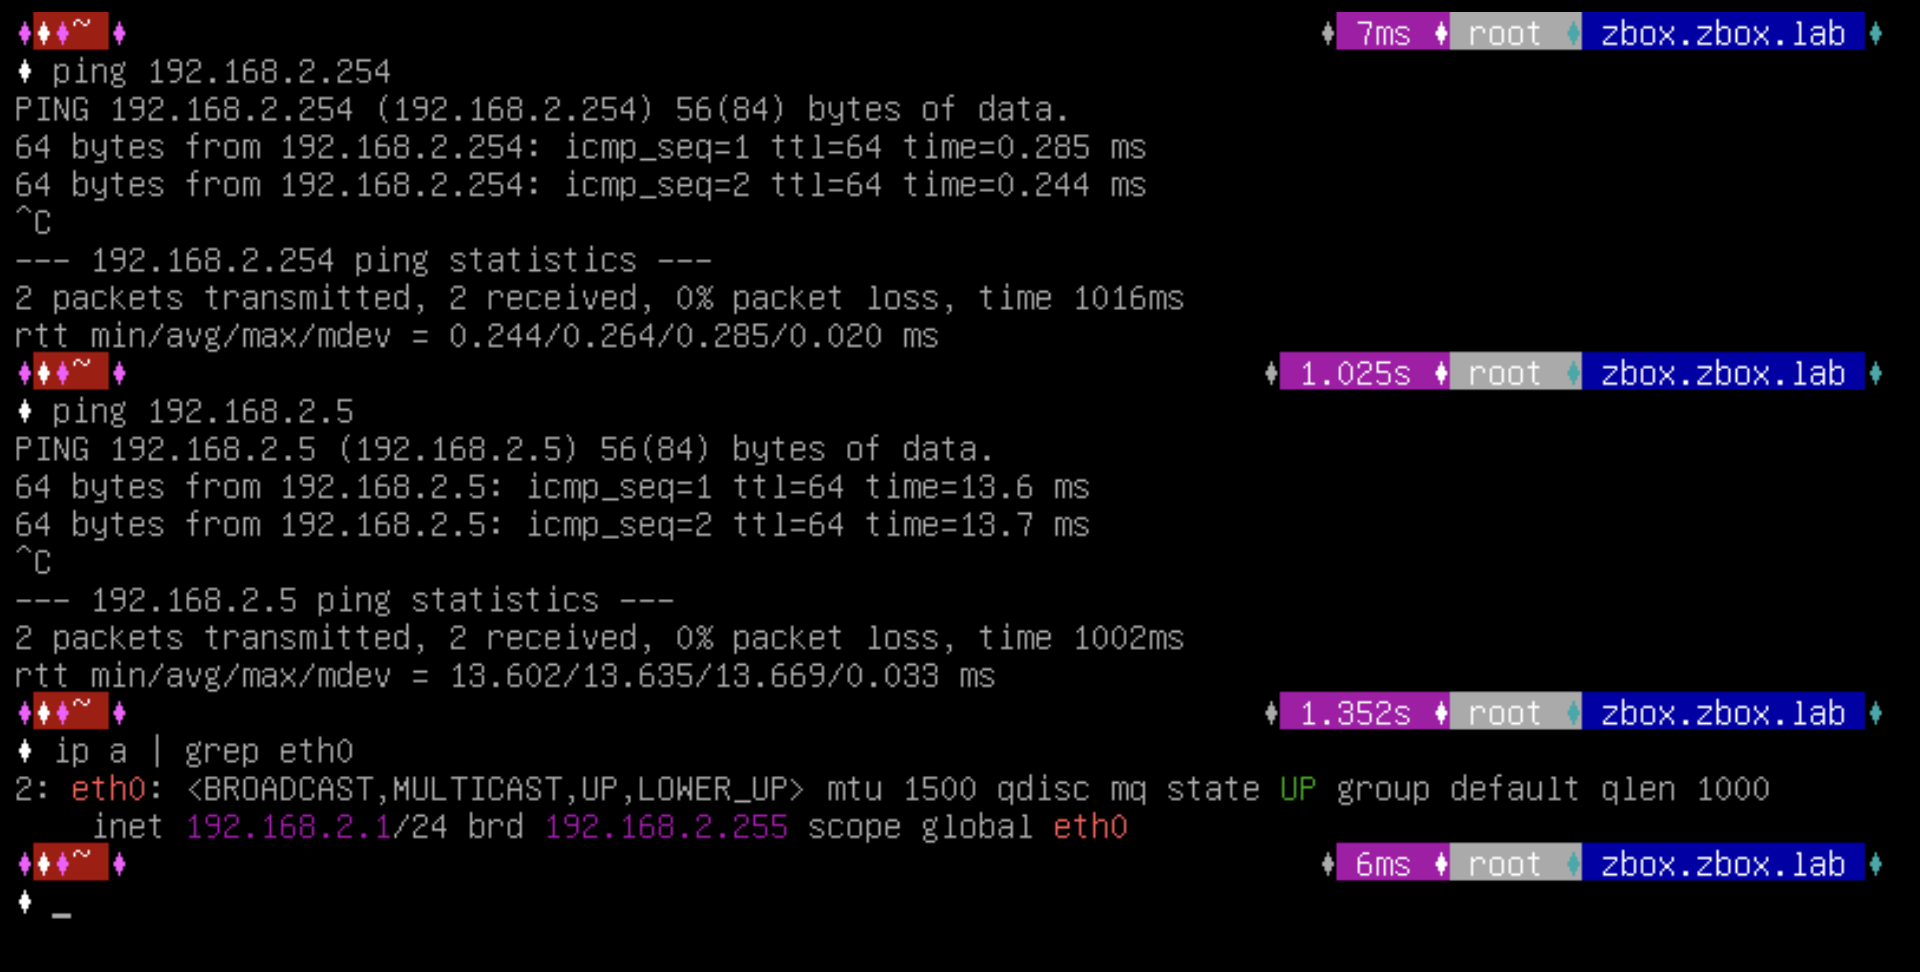 ~ 7ms root zbox.zbox.lab
ping 192.168.2.254
PING 192.168.2.254 (192.168.2.254) 56(84) bytes of data.
64 bytes from 192.168.2.254: icmp_seq=1 ttl=64 time=0.285 ms
64 bytes from 192.168.2.254: icmp_seq=2 ttl=64 time=0.244 ms
^C
--- 192.168.2.254 ping statistics ---
2 packets transmitted, 2 received, 0% packet loss, time 1016ms
rtt min/avg/max/mdev = 0.244/0.264/0.285/0.020 ms
~ 1.025s root zbox.zbox.lab
ping 192.168.2.5
PING 192.168.2.5 (192.168.2.5) 56(84) bytes of data.
64 bytes from 192.168.2.5: icmp_seq=1 ttl=64 time=13.6 ms
64 bytes from 192.168.2.5: icmp_seq=2 ttl=64 time=13.7 ms
^C
--- 192.168.2.5 ping statistics ---
2 packets transmitted, 2 received, 0% packet loss, time 1002ms
rtt min/avg/max/mdev = 13.602/13.635/13.669/0.033 ms
~ 1.352s root zbox.zbox.lab
ip a | grep eth0
2: eth0: <BROADCAST,MULTICAST,UP,LOWER_UP> mtu 1500 qdisc mq state UP group default qlen 1000
    inet 192.168.2.1/24 brd 192.168.2.255 scope global eth0
~ 6ms root zbox.zbox.lab
_